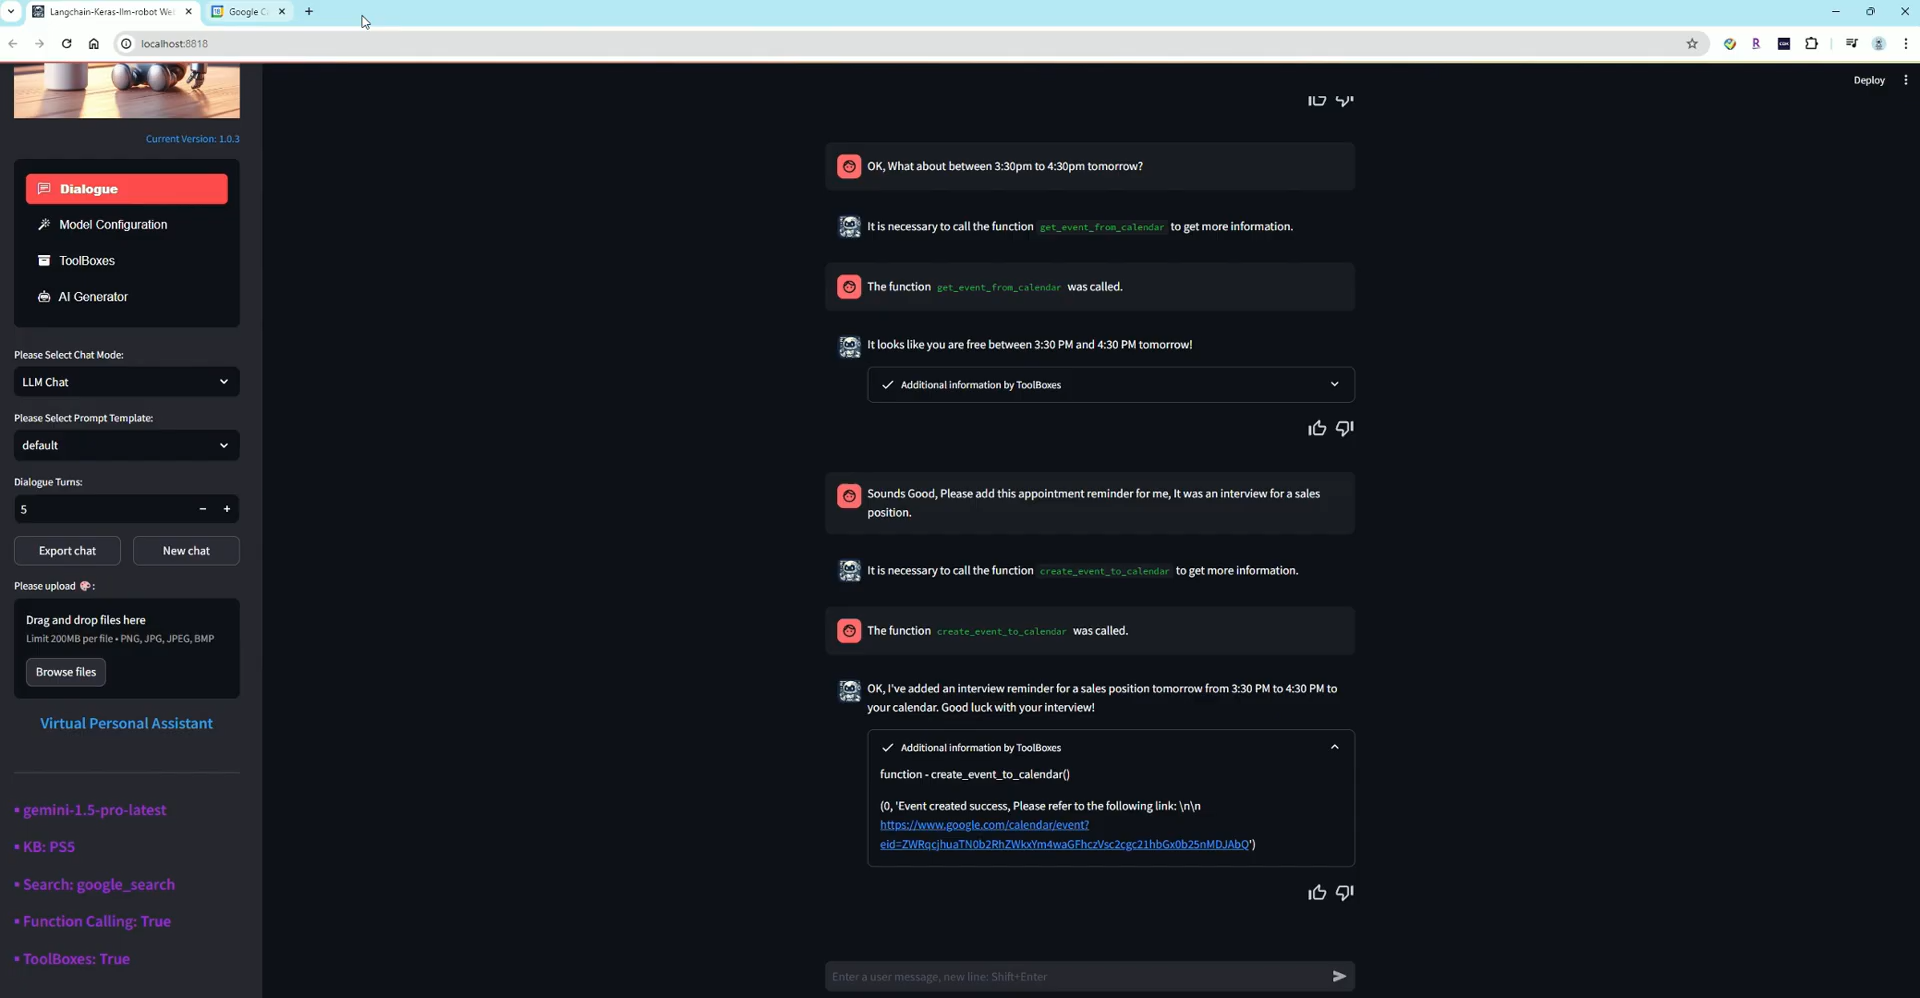 Langchain-Keras-llm-robot We
Google C
localhost:8818
Deploy
Current Version: 1.0.3
Dialogue
Model Configuration
ToolBoxes
AI Generator
Please Select Chat Mode:
LLM Chat
Please Select Prompt Template:
default
Dialogue Turns:
5
Export chat
New chat
Please upload 🎨:
Drag and drop files here
Limit 200MB per file • PNG, JPG, JPEG, BMP
Browse files
Virtual Personal Assistant
▪ gemini-1.5-pro-latest
▪ KB: PS5
▪ Search: google_search
▪ Function Calling: True
▪ ToolBoxes: True
OK, What about between 3:30pm to 4:30pm tomorrow?
It is necessary to call the function get_event_from_calendar to get more information.
The function get_event_from_calendar was called.
It looks like you are free between 3:30 PM and 4:30 PM tomorrow!
Additional information by ToolBoxes
Sounds Good, Please add this appointment reminder for me, It was an interview for a sales
position.
It is necessary to call the function create_event_to_calendar to get more information.
The function create_event_to_calendar was called.
OK, I've added an interview reminder for a sales position tomorrow from 3:30 PM to 4:30 PM to
your calendar. Good luck with your interview!
Additional information by ToolBoxes
function - create_event_to_calendar()
(0, 'Event created success, Please refer to the following link: \n\n
https://www.google.com/calendar/event?
eid=ZWRqcjhuaTN0b2RhZWkxYm4waGFhczVsc2cgc21hbGx0b25nMDJAbQ')
Enter a user message, new line: Shift+Enter